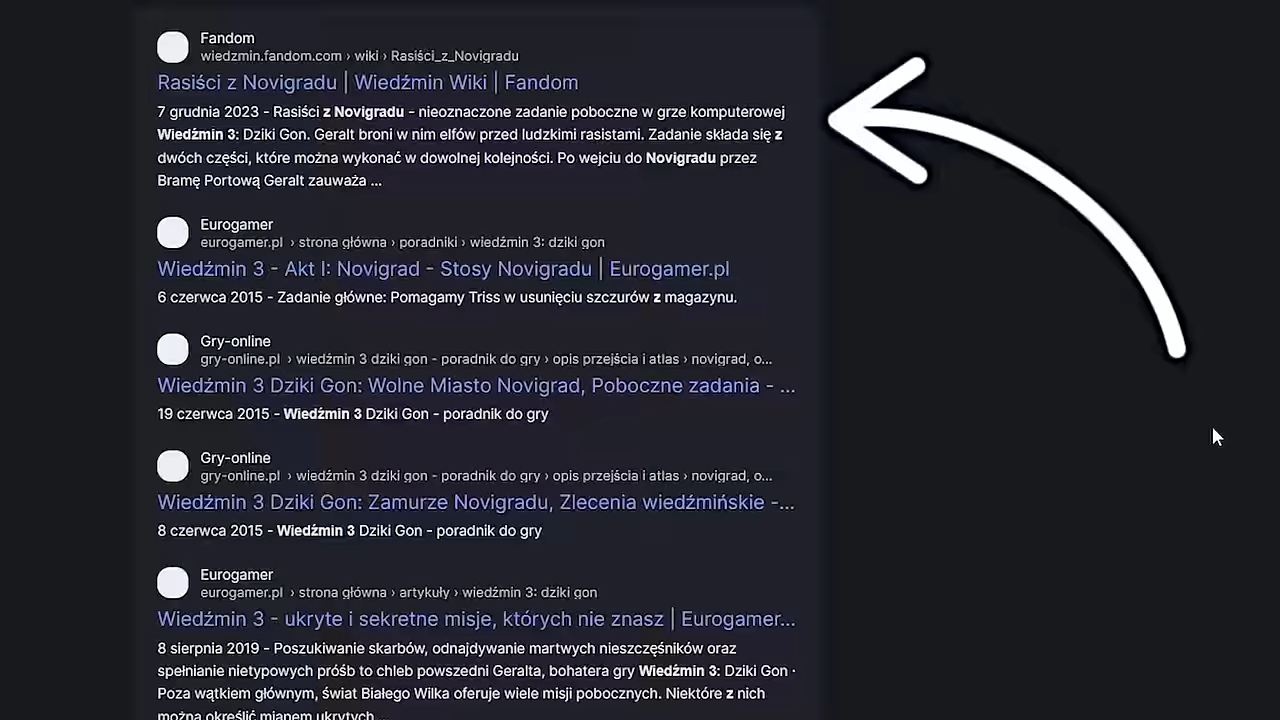 Fandom
wiedzmin.fandom.com › wiki › Rasiści_z_Novigradu
Rasiści z Novigradu | Wiedźmin Wiki | Fandom
7 grudnia 2023 - Rasiści z Novigradu - nieoznaczone zadanie poboczne w grze komputerowej
Wiedźmin 3: Dziki Gon. Geralt broni w nim elfów przed ludzkimi rasistami. Zadanie składa się z
dwóch części, które można wykonać w dowolnej kolejności. Po wejciu do Novigradu przez
Bramę Portową Geralt zauważa ...
Eurogamer
eurogamer.pl › strona główna › poradniki › wiedźmin 3: dziki gon
Wiedźmin 3 - Akt I: Novigrad - Stosy Novigradu | Eurogamer.pl
6 czerwca 2015 - Zadanie główne: Pomagamy Triss w usunięciu szczurów z magazynu.
Gry-online
gry-online.pl › wiedźmin 3 dziki gon - poradnik do gry › opis przejścia i atlas › novigrad, o...
Wiedźmin 3 Dziki Gon: Wolne Miasto Novigrad, Poboczne zadania - ...
19 czerwca 2015 - Wiedźmin 3 Dziki Gon - poradnik do gry
Gry-online
gry-online.pl › wiedźmin 3 dziki gon - poradnik do gry › opis przejścia i atlas › novigrad, o...
Wiedźmin 3 Dziki Gon: Zamurze Novigradu, Zlecenia wiedźmińskie -...
8 czerwca 2015 - Wiedźmin 3 Dziki Gon - poradnik do gry
Eurogamer
eurogamer.pl › strona główna › artykuły › wiedźmin 3: dziki gon
Wiedźmin 3 - ukryte i sekretne misje, których nie znasz | Eurogamer...
8 sierpnia 2019 - Poszukiwanie skarbów, odnajdywanie martwych nieszczęśników oraz
spełnianie nietypowych próśb to chleb powszedni Geralta, bohatera gry Wiedźmin 3: Dziki Gon ·
Poza wątkiem głównym, świat Białego Wilka oferuje wiele misji pobocznych. Niektóre z nich
można określić mianem ukrytych...